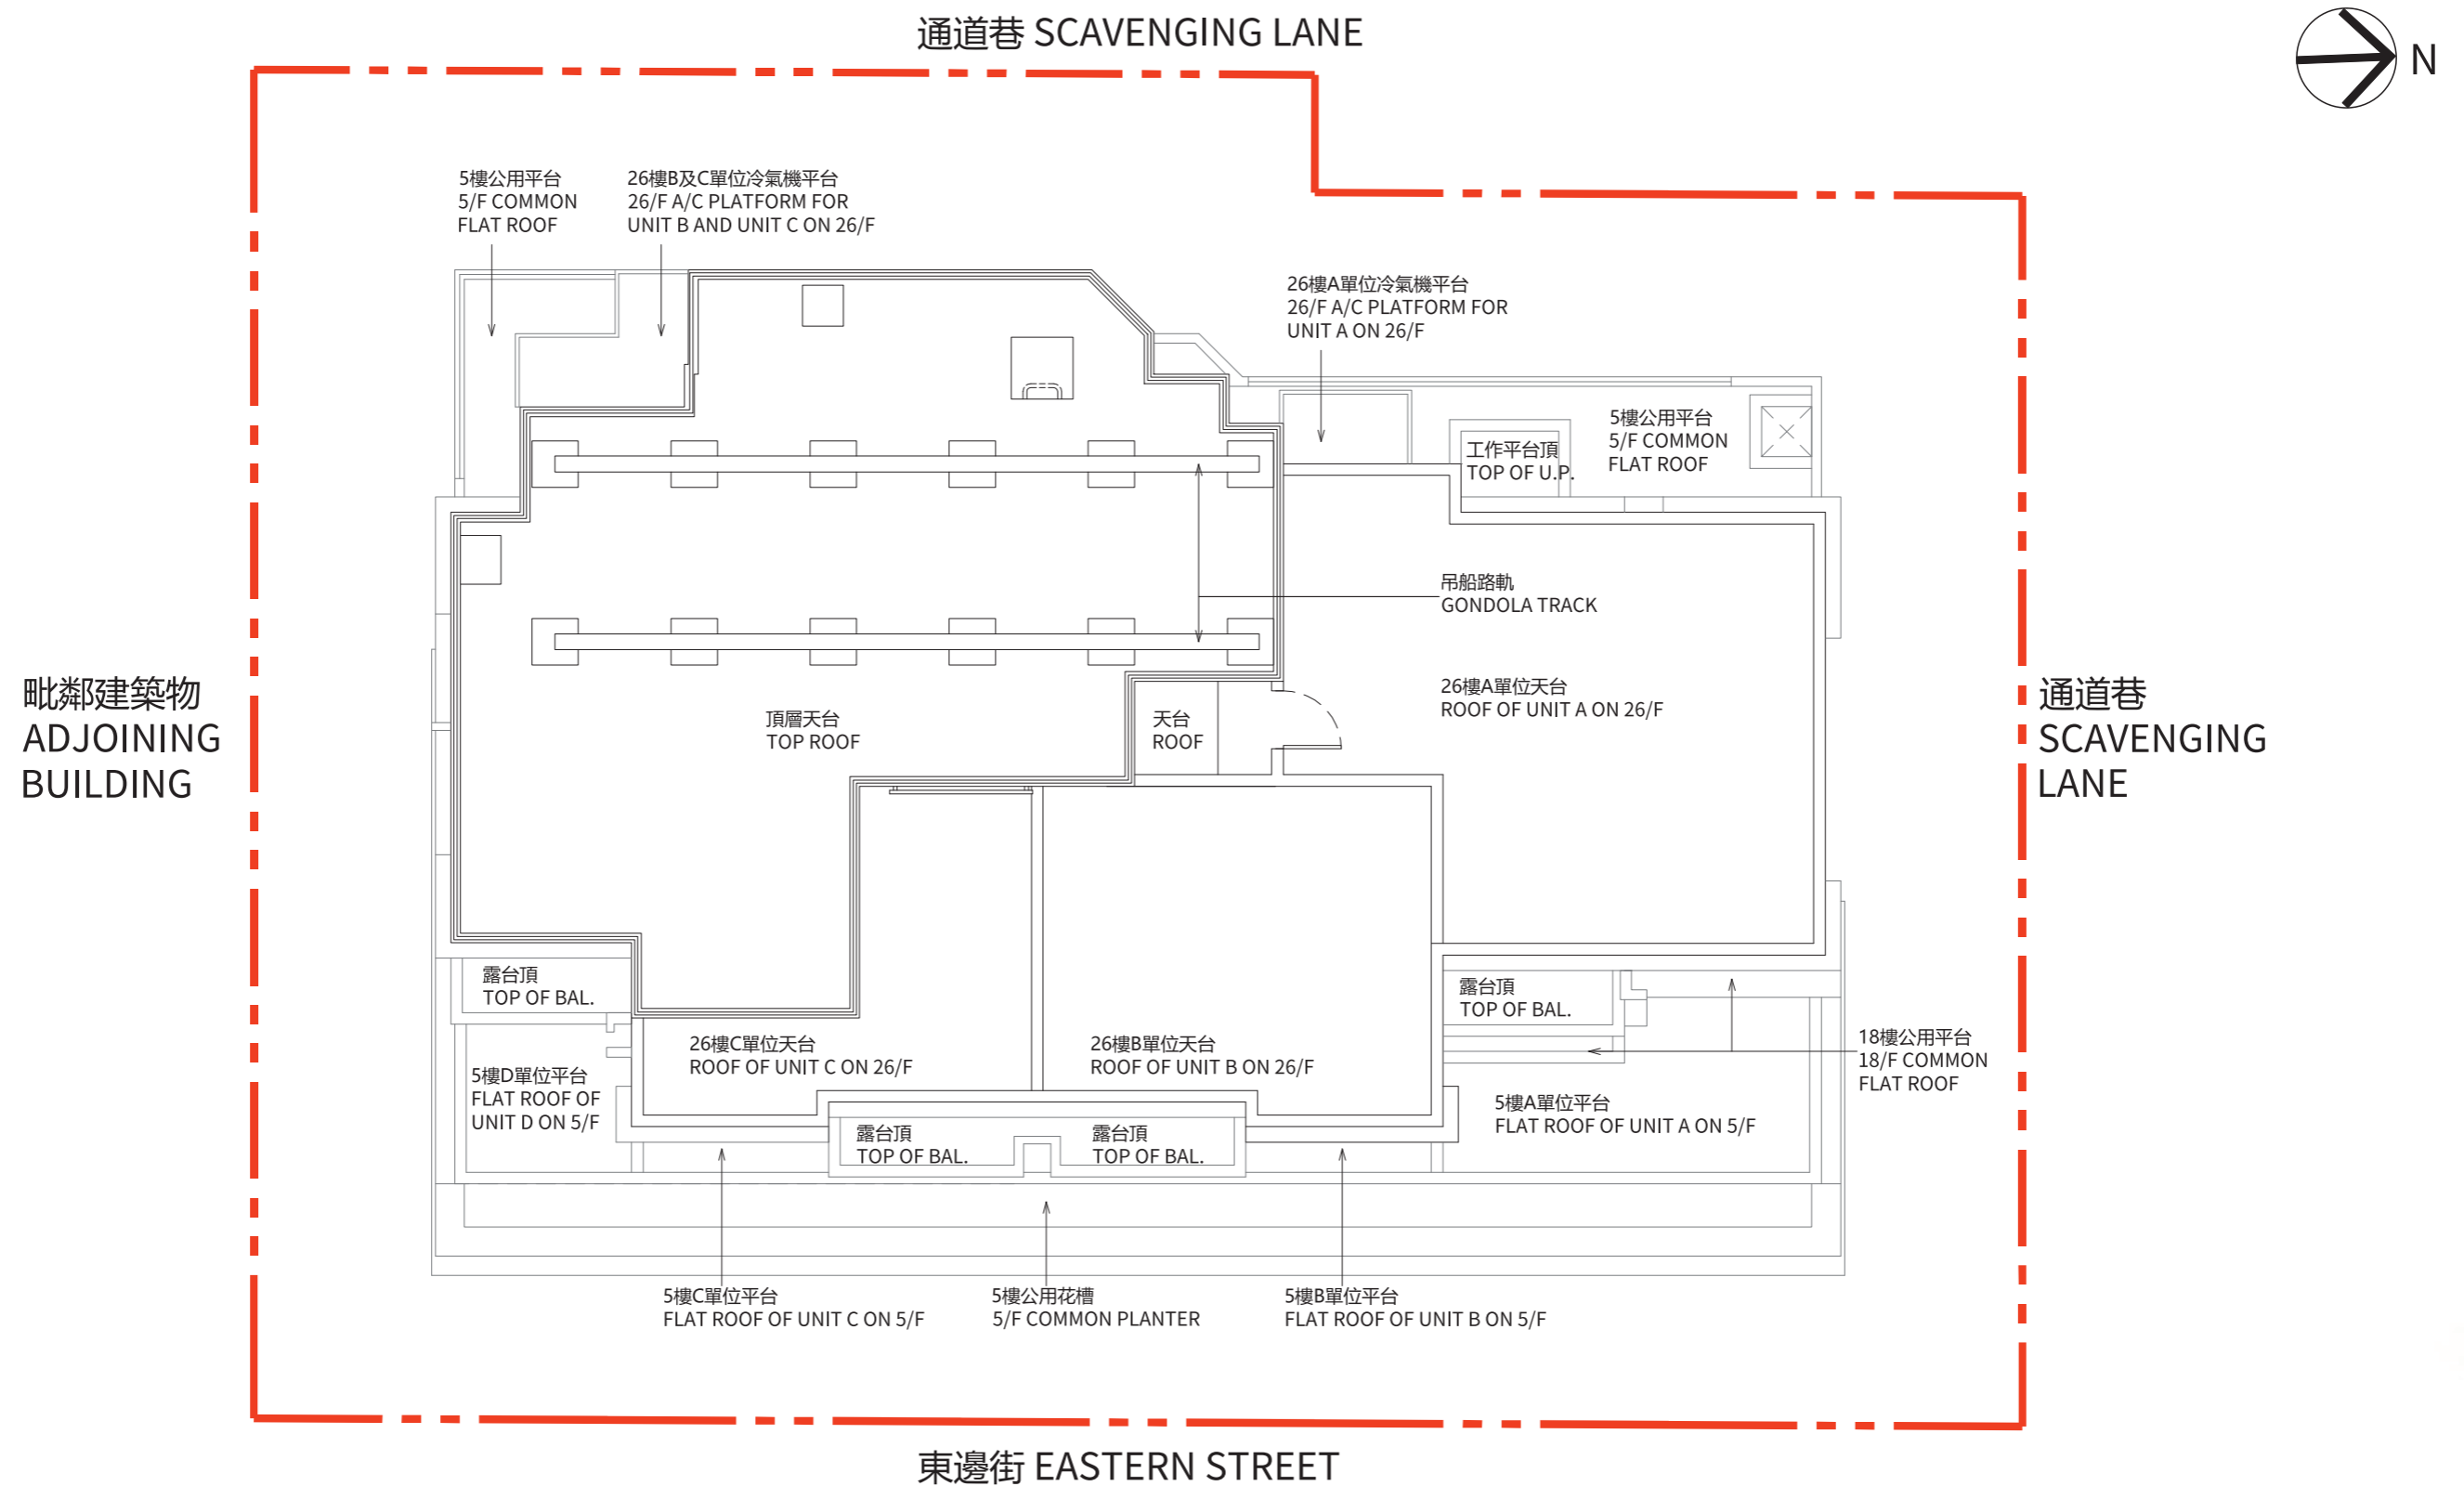 通道巷 SCAVENGING LANE
N
5樓公用平台
5/F COMMON
FLAT ROOF
26樓B及C單位冷氣機平台
26/F A/C PLATFORM FOR
UNIT B AND UNIT C ON 26/F
26樓A單位冷氣機平台
26/F A/C PLATFORM FOR
UNIT A ON 26/F
工作平台頂
TOP OF U.P.
5樓公用平台
5/F COMMON
FLAT ROOF
吊船路軌
GONDOLA TRACK
毗鄰建築物
ADJOINING
BUILDING
頂層天台
TOP ROOF
天台
ROOF
26樓A單位天台
ROOF OF UNIT A ON 26/F
通道巷
SCAVENGING
LANE
露台頂
TOP OF BAL.
露台頂
TOP OF BAL.
26樓C單位天台
ROOF OF UNIT C ON 26/F
26樓B單位天台
ROOF OF UNIT B ON 26/F
18樓公用平台
18/F COMMON
FLAT ROOF
5樓D單位平台
FLAT ROOF OF
UNIT D ON 5/F
5樓A單位平台
FLAT ROOF OF UNIT A ON 5/F
露台頂
TOP OF BAL.
露台頂
TOP OF BAL.
5樓C單位平台
FLAT ROOF OF UNIT C ON 5/F
5樓公用花槽
5/F COMMON PLANTER
5樓B單位平台
FLAT ROOF OF UNIT B ON 5/F
東邊街 EASTERN STREET